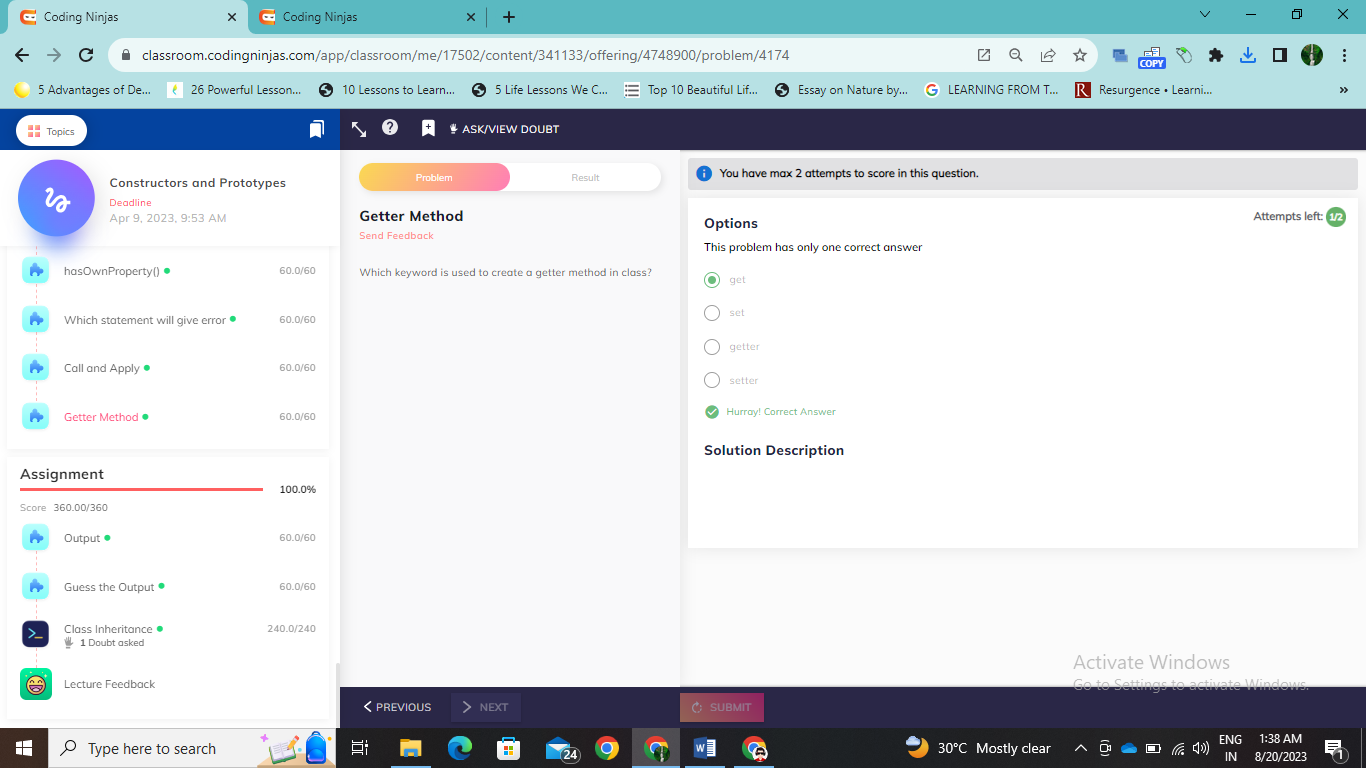 Coding Ninjas
Coding Ninjas
classroom.codingninjas.com/app/classroom/me/17502/content/341133/offering/4748900/problem/4174
COPY
5 Advantages of De...
26 Powerful Lesson...
10 Lessons to Learn...
5 Life Lessons We C...
Top 10 Beautiful Lif...
Essay on Nature by...
LEARNING FROM T...
Resurgence • Learni...
Topics
ASK/VIEW DOUBT
Constructors and Prototypes
Deadline
Apr 9, 2023, 9:53 AM
hasOwnProperty() 60.0/60
Which statement will give error 60.0/60
Call and Apply 60.0/60
Getter Method 60.0/60
Assignment
100.0%
Score 360.00/360
Output 60.0/60
Guess the Output 60.0/60
Class Inheritance 240.0/240
1 Doubt asked
Lecture Feedback
Problem
Result
Getter Method
Send Feedback
Which keyword is used to create a getter method in class?
You have max 2 attempts to score in this question.
Options
Attempts left: 1/2
This problem has only one correct answer
get
set
getter
setter
Hurray! Correct Answer
Solution Description
Activate Windows
Go to Settings to activate Windows.
PREVIOUS
NEXT
SUBMIT
Type here to search
24
30°C Mostly clear
ENG
IN
1:38 AM
8/20/2023
1